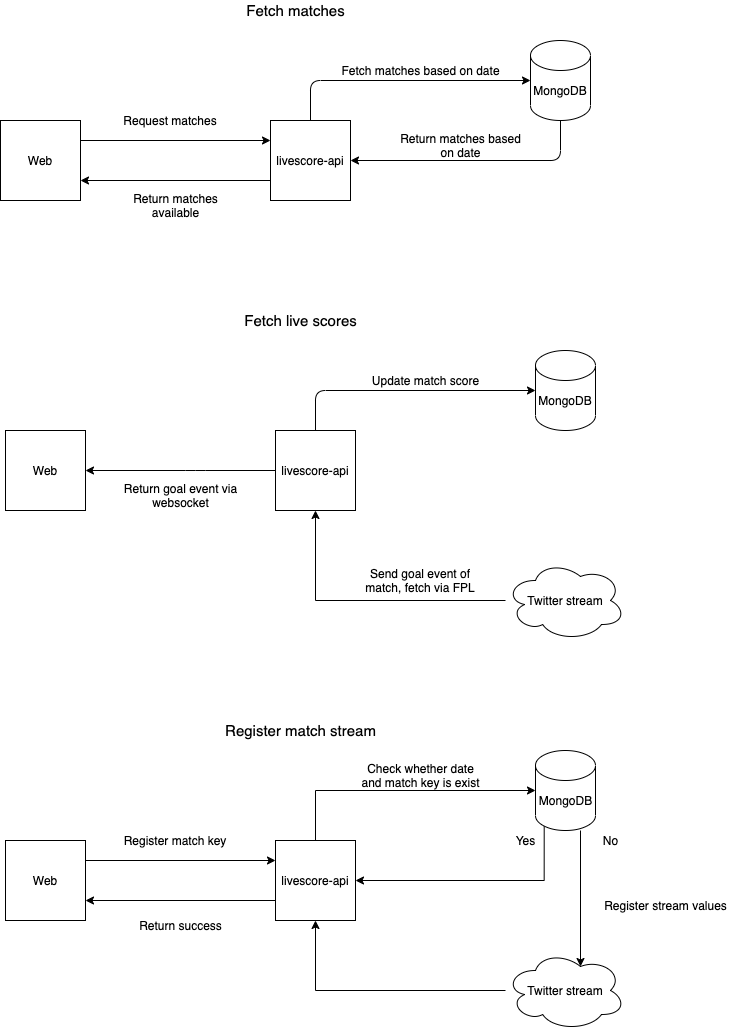 Fetch matches
Fetch matches based on date
MongoDB
Request matches
Return matches based
on date
Web
livescore-api
Return matches
available
Fetch live scores
Update match score
MongoDB
Web
livescore-api
Return goal event via
websocket
Send goal event of
match, fetch via FPL
Twitter stream
Register match stream
Check whether date
and match key is exist
MongoDB
Register match key
Yes
No
Web
livescore-api
Register stream values
Return success
Twitter stream